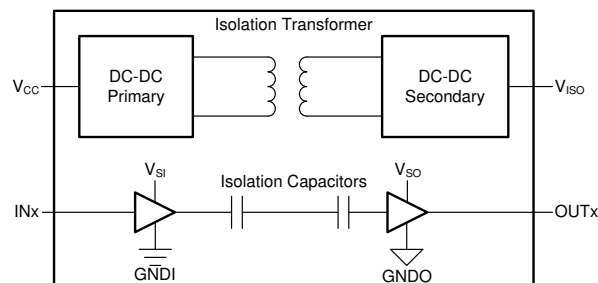 Isolation Transformer
VCC
DC-DC
Primary
DC-DC
Secondary
VISO
VSI
Isolation Capacitors
VSO
INx
OUTx
GNDI
GNDO